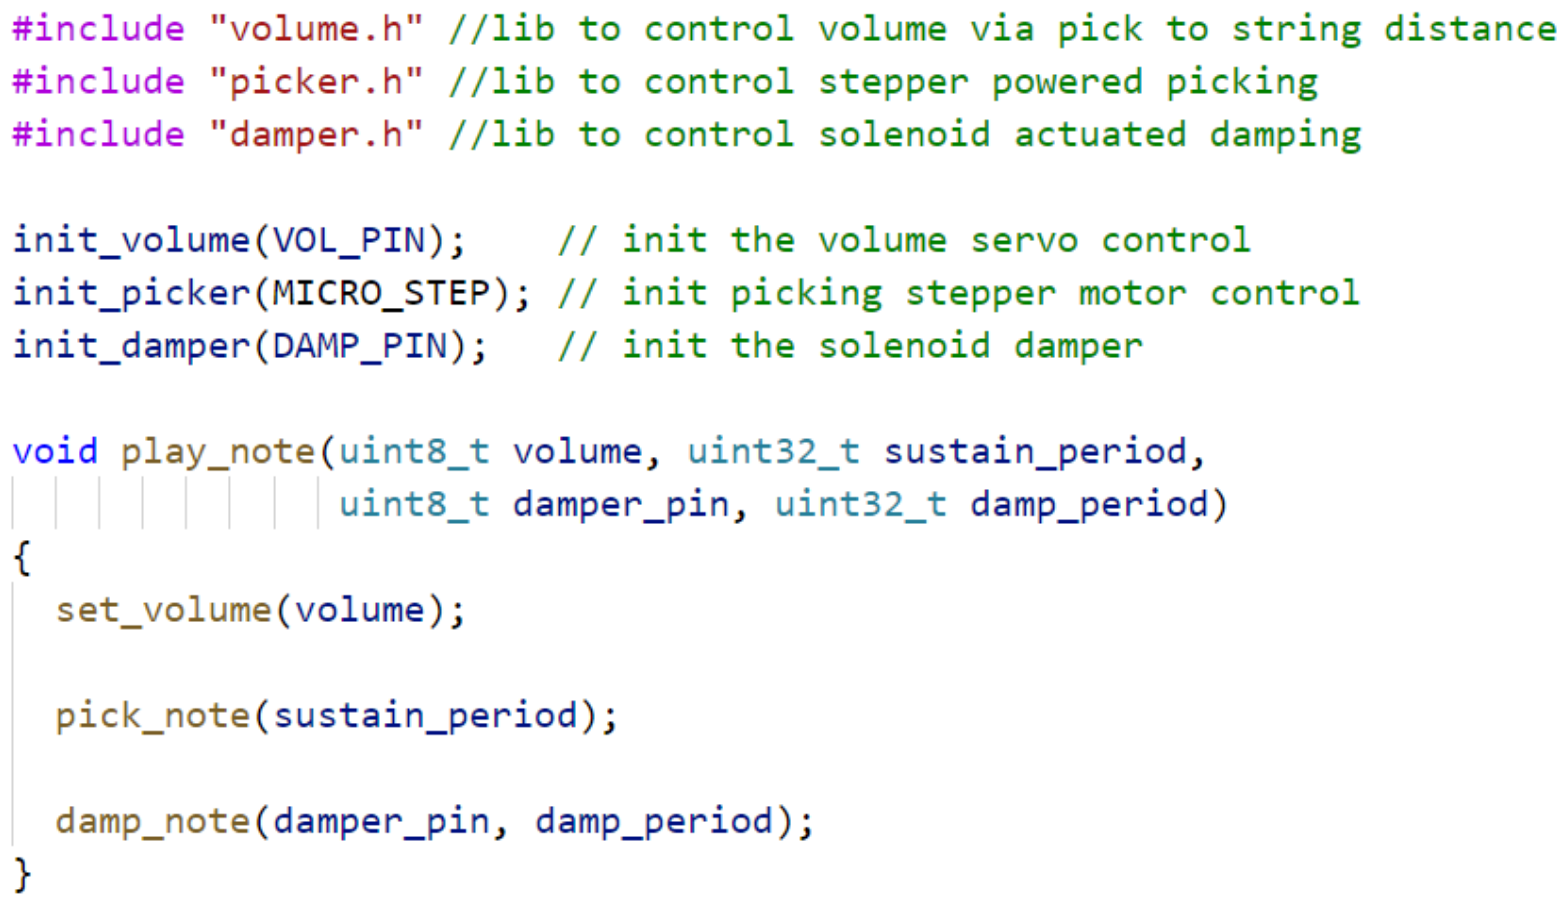 #include "volume.h" //lib to control volume via pick to string distance
#include "picker.h" //lib to control stepper powered picking
#include "damper.h" //lib to control solenoid actuated damping
init_volume(VOL_PIN);    // init the volume servo control
init_picker(MICRO_STEP); // init picking stepper motor control
init_damper(DAMP_PIN);   // init the solenoid damper
void play_note(uint8_t volume, uint32_t sustain_period,
               uint8_t damper_pin, uint32_t damp_period)
{
  set_volume(volume);
  pick_note(sustain_period);
  damp_note(damper_pin, damp_period);
}